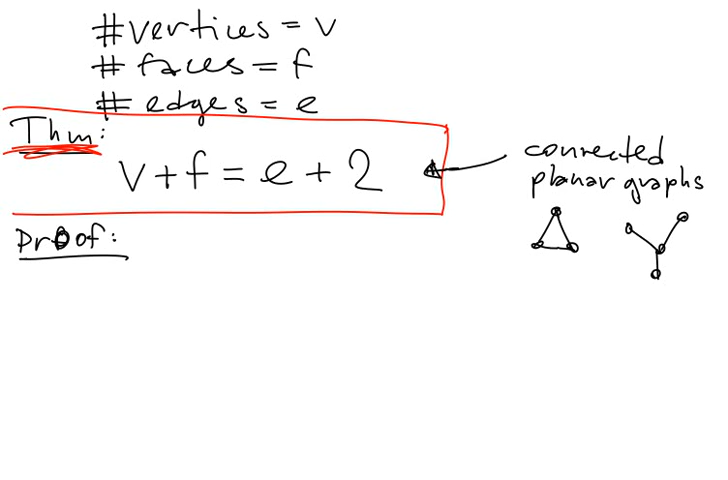 #vertices = v
# faces = f
# edges = e
Thm:
v + f = e + 2
connected
planar graphs
Proof: